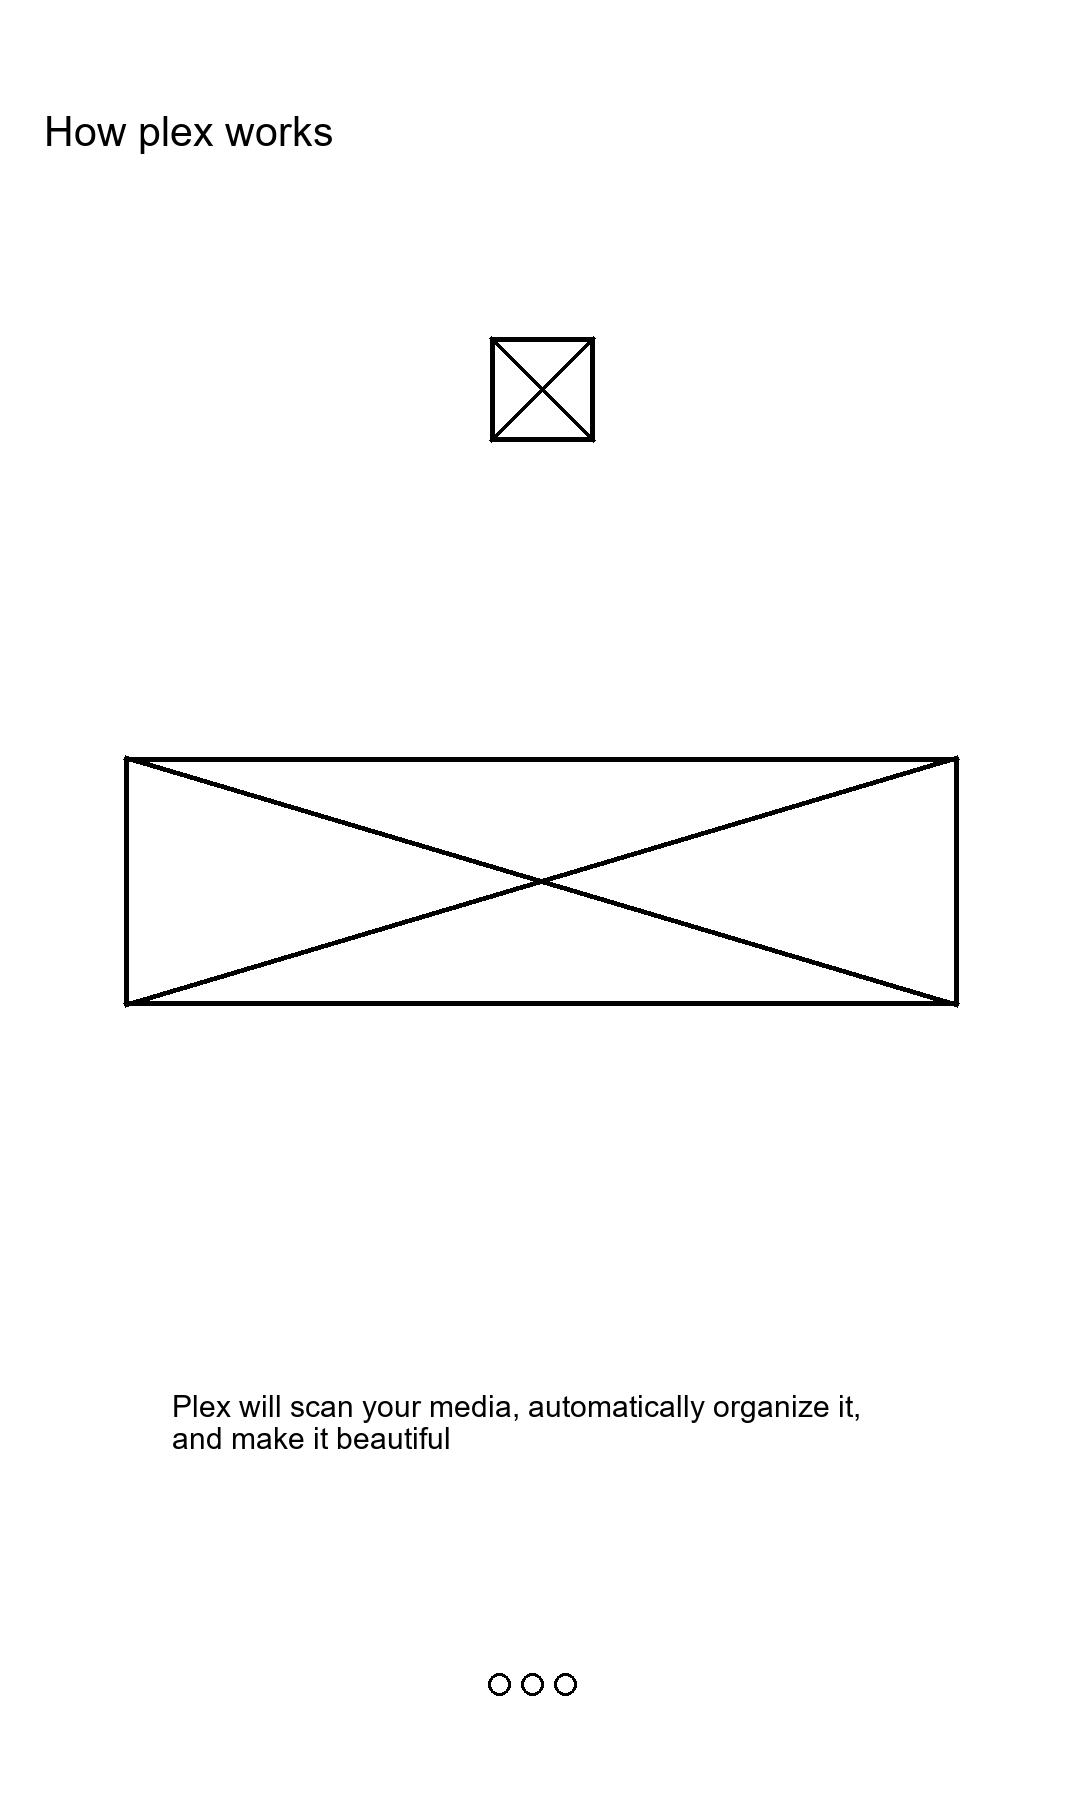 How plex works
Plex will scan your media, automatically organize it,
and make it beautiful